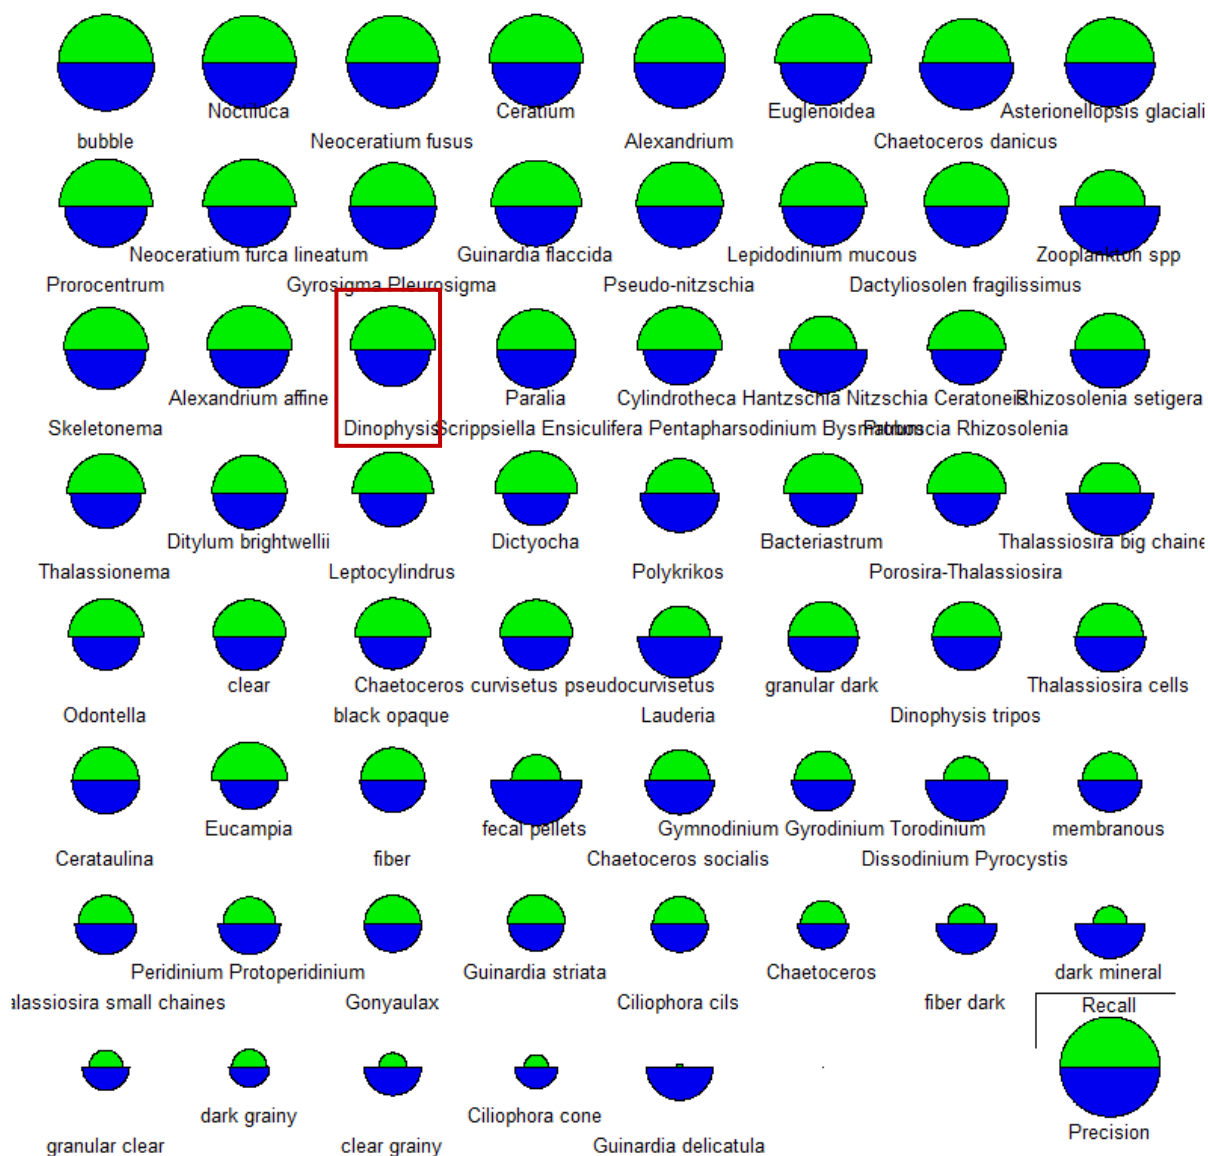 Noctiluca Ceratium Euglenoidea Asterionellopsis glaciali
bubble Neoceratium fusus Alexandrium Chaetoceros danicus
Neoceratium furca lineatum Guinardia flaccida Lepidodinium mucous Zooplankton spp
Prorocentrum Gyrosigma Pleurosigma Pseudo-nitzschia Dactyliosolen fragilissimus
Alexandrium affine Paralia Cylindrotheca Hantzschia Nitzschia Ceratoneis Rhizosolenia setigera
Skeletonema Dinophysis Scrippsiella Ensiculifera Pentapharsodinium Bysmatrum Proboscia Rhizosolenia
Ditylum brightwellii Dictyocha Bacteriastrum Thalassiosira big chaine
Thalassionema Leptocylindrus Polykrikos Porosira-Thalassiosira
clear Chaetoceros curvisetus pseudocurvisetus granular dark Thalassiosira cells
Odontella black opaque Lauderia Dinophysis tripos
Eucampia fecal pellets Gymnodinium Gyrodinium Torodinium membranous
Cerataulina fiber Chaetoceros socialis Dissodinium Pyrocystis
Peridinium Protoperidinium Guinardia striata Chaetoceros dark mineral
alassiosira small chaines Gonyaulax Ciliophora cils fiber dark Recall
dark grainy Ciliophora cone Precision
granular clear clear grainy Guinardia delicatula